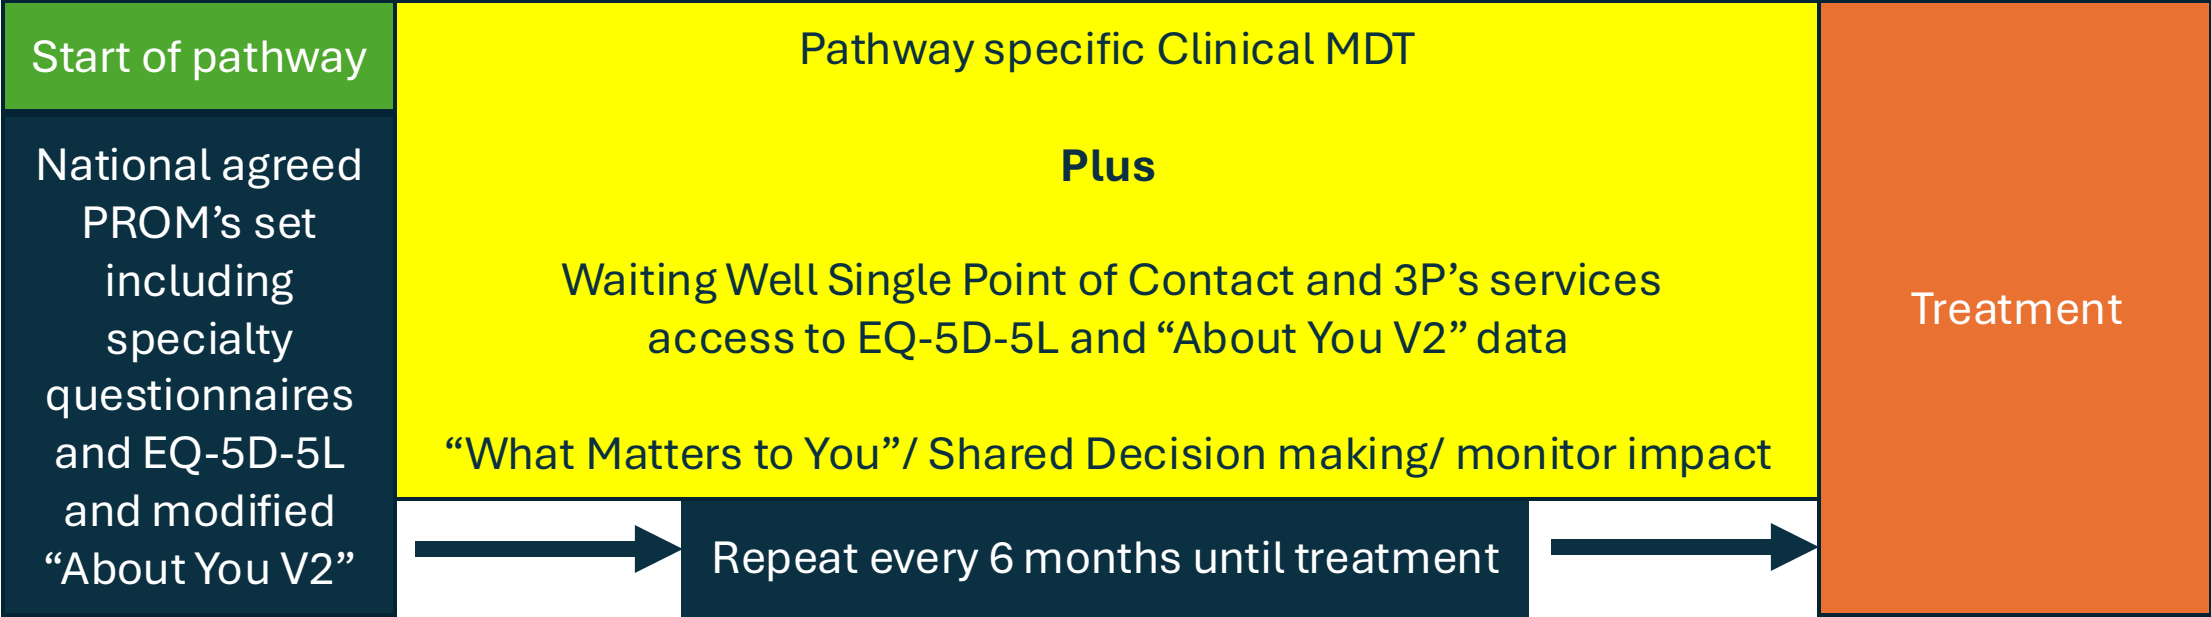 Start of pathway
National agreed
PROM’s set
including
specialty
questionnaires
and EQ-5D-5L
and modified
“About You V2”
Pathway specific Clinical MDT
Plus
Waiting Well Single Point of Contact and 3P’s services
access to EQ-5D-5L and “About You V2” data
“What Matters to You”/ Shared Decision making/ monitor impact
Repeat every 6 months until treatment
Treatment